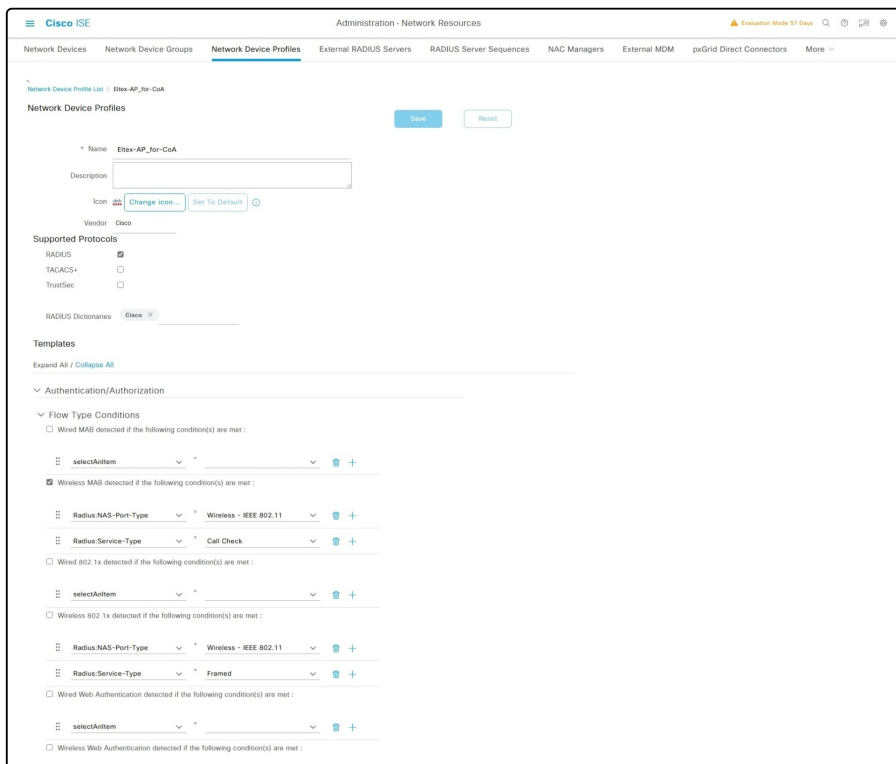 Cisco ISE
Administration · Network Resources
Evaluation Mode 57 Days
Network Devices Network Device Groups Network Device Profiles External RADIUS Servers RADIUS Server Sequences NAC Managers External MDM pxGrid Direct Connectors More
Network Device Profile List > Eltex-AP_for-CoA
Network Device Profiles
Save Reset
* Name Eltex-AP_for-CoA
Description
Icon Change icon... Set To Default
Vendor Cisco
Supported Protocols
RADIUS
TACACS+
TrustSec
RADIUS Dictionaries Cisco ×
Templates
Expand All / Collapse All
Authentication/Authorization
Flow Type Conditions
Wired MAB detected if the following condition(s) are met :
selectAnItem
Wireless MAB detected if the following condition(s) are met :
Radius:NAS-Port-Type Wireless - IEEE 802.11
Radius:Service-Type Call Check
Wired 802.1x detected if the following condition(s) are met :
selectAnItem
Wireless 802.1x detected if the following condition(s) are met :
Radius:NAS-Port-Type Wireless - IEEE 802.11
Radius:Service-Type Framed
Wired Web Authentication detected if the following condition(s) are met :
selectAnItem
Wireless Web Authentication detected if the following condition(s) are met :